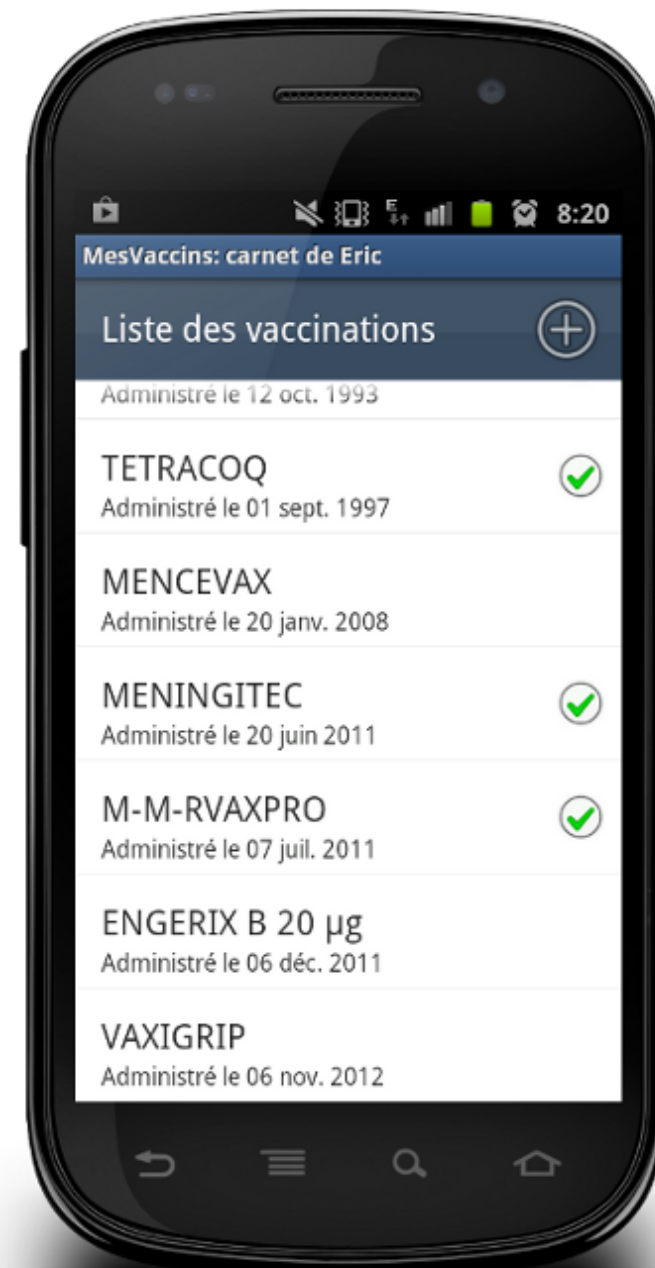 8:20
MesVaccins: carnet de Eric
Liste des vaccinations
Administré le 12 oct. 1993
TETRACOQ
Administré le 01 sept. 1997
MENCEVAX
Administré le 20 janv. 2008
MENINGITEC
Administré le 20 juin 2011
M-M-RVAXPRO
Administré le 07 juil. 2011
ENGERIX B 20 µg
Administré le 06 déc. 2011
VAXIGRIP
Administré le 06 nov. 2012